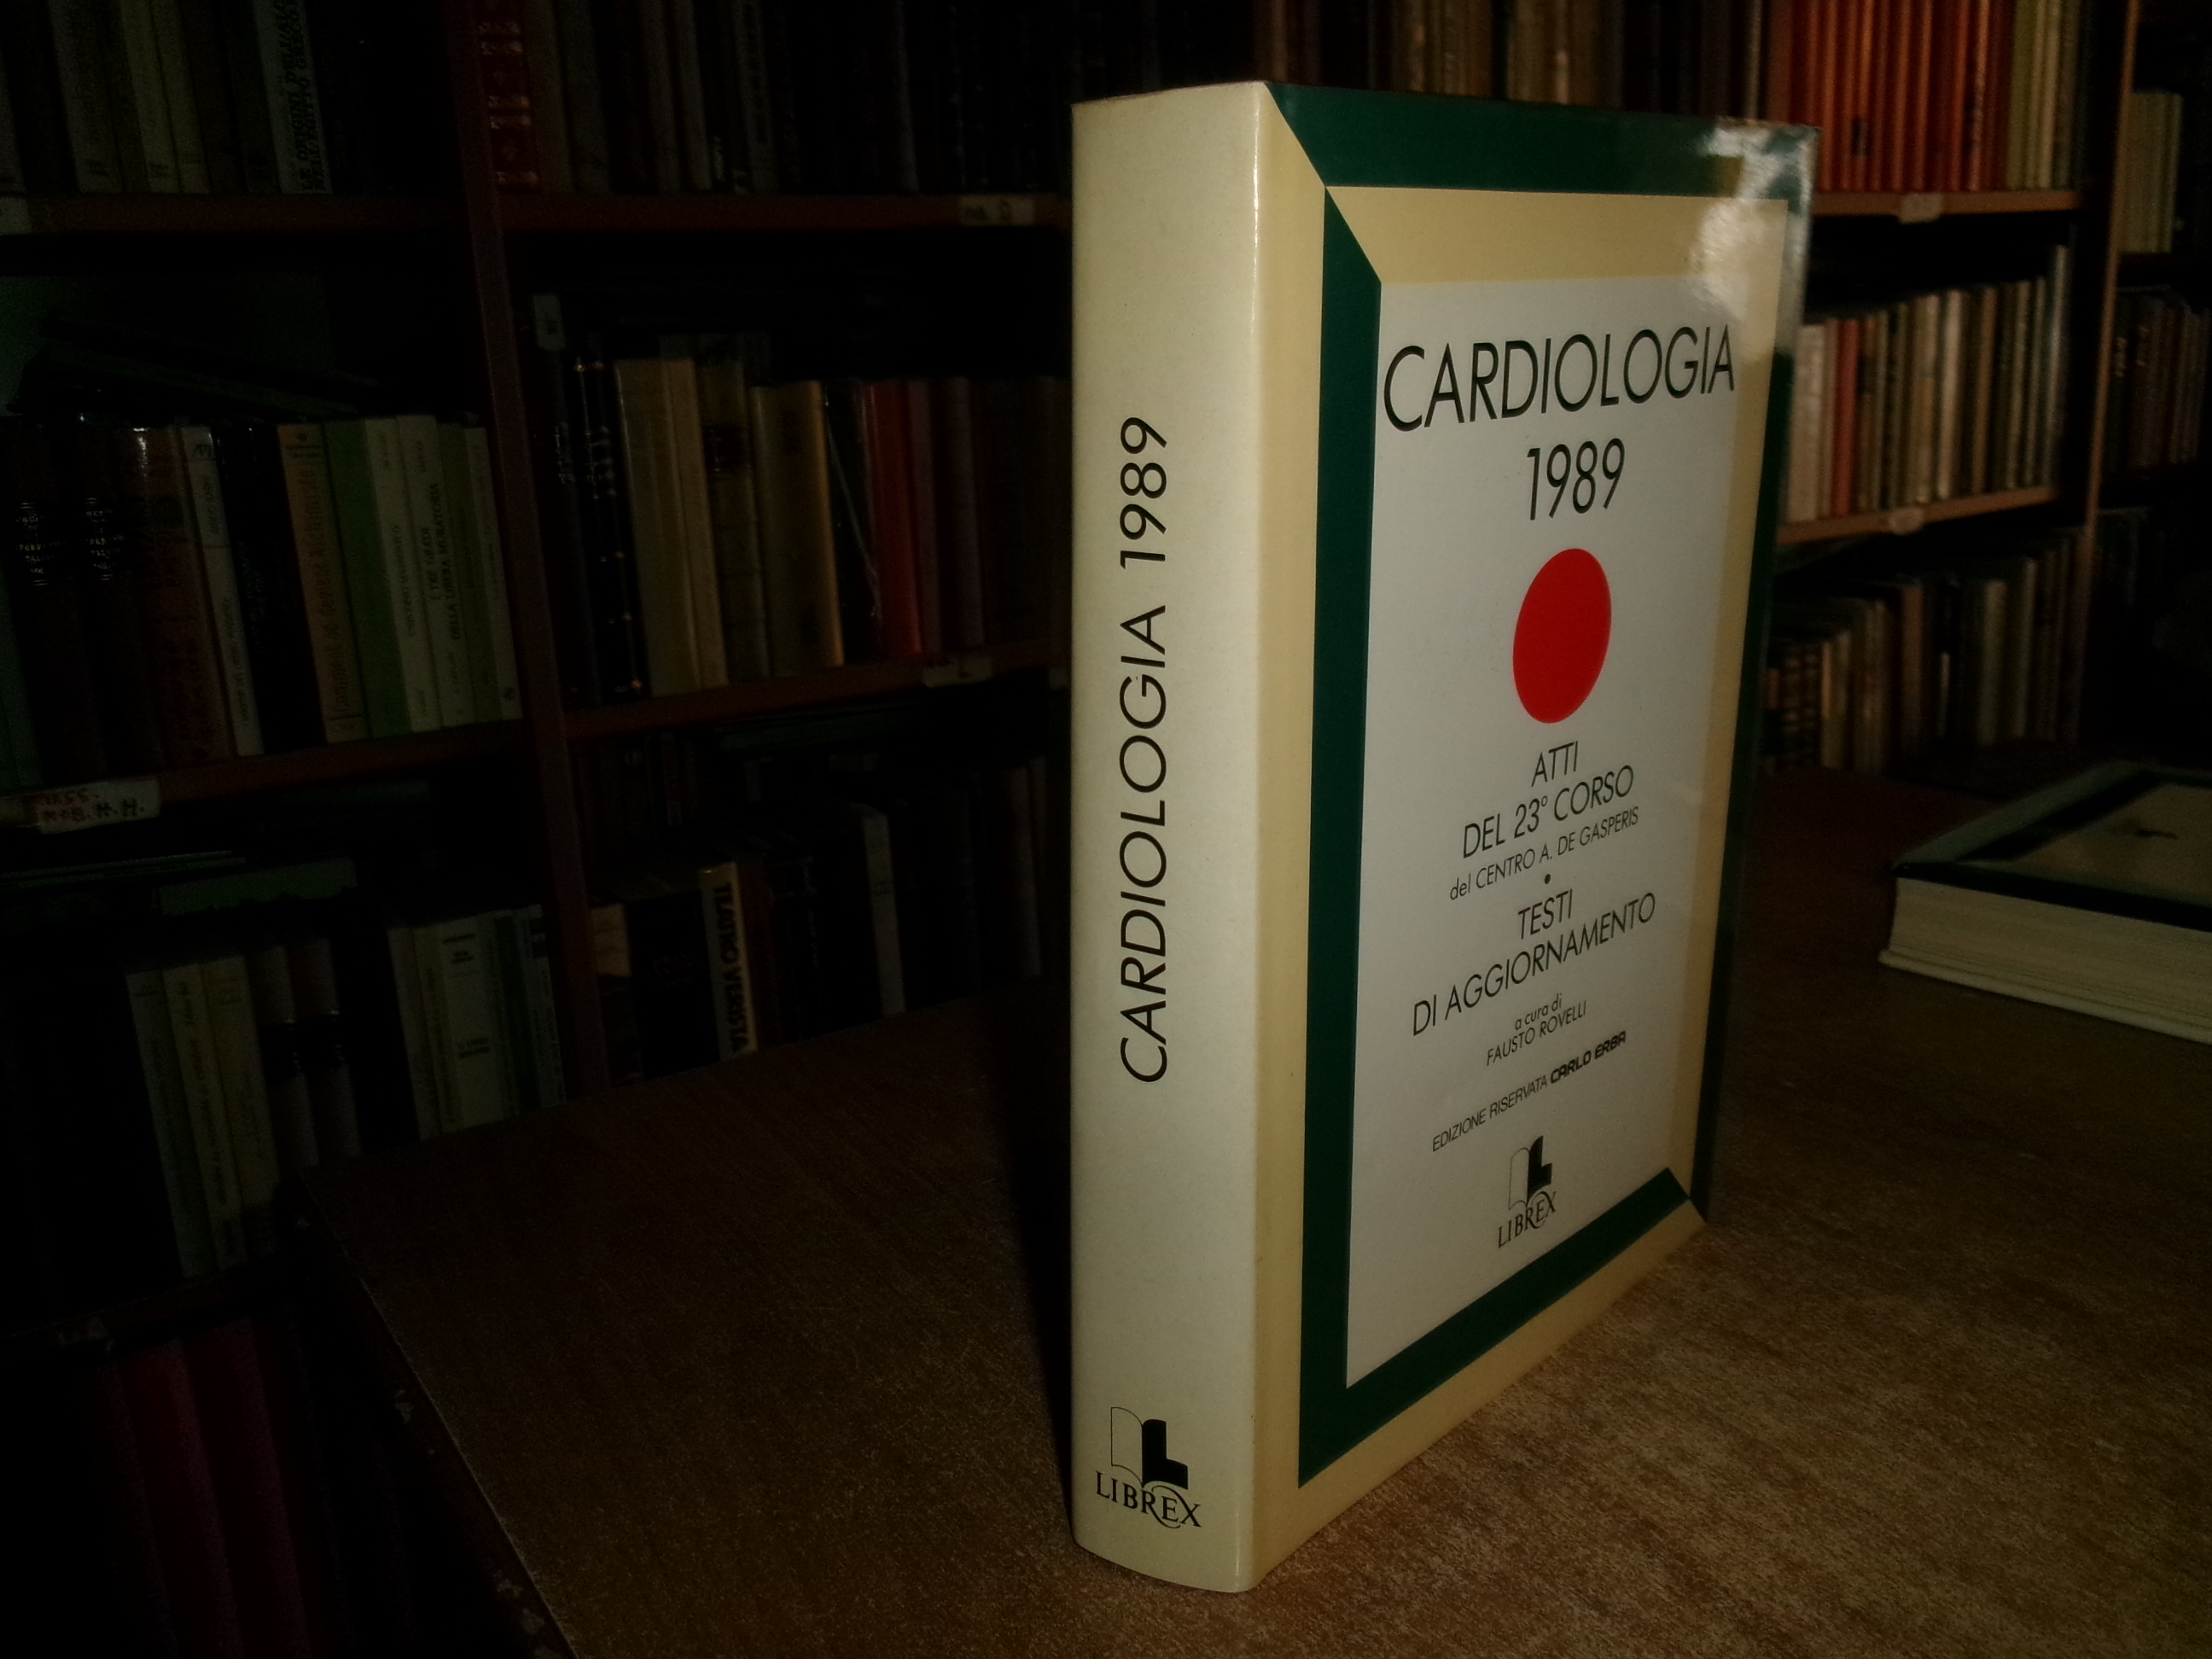 CARDIOLOGIA 1989
LIBREX
CARDIOLOGIA
1989
ATTI
DEL 23° CORSO
del CENTRO A. DE GASPERIS
•
TESTI
DI AGGIORNAMENTO
a cura di
FAUSTO ROVELLI
EDIZIONE RISERVATA CARLO ERBA
LIBREX